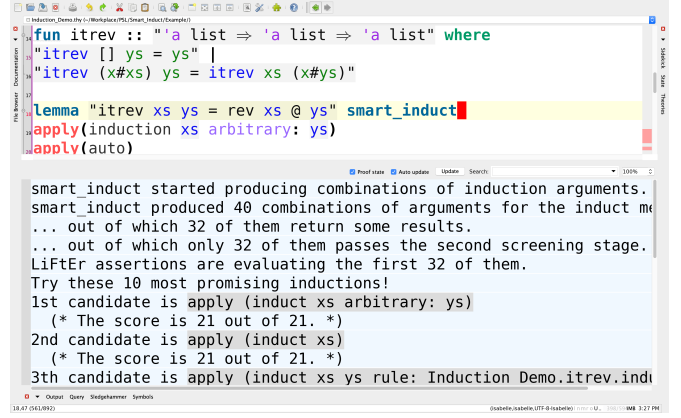 Induction_Demo.thy (~/Workplace/PSL/Smart_Induct/Example/)
fun itrev :: "'a list ⇒ 'a list ⇒ 'a list" where
"itrev [] ys = ys" |
"itrev (x#xs) ys = itrev xs (x#ys)"
lemma "itrev xs ys = rev xs @ ys" smart_induct
apply(induction xs arbitrary: ys)
apply(auto)
File Browser
Documentation
Sidekick
State
Theories
Proof state
Auto update
Update
Search:
100%
smart_induct started producing combinations of induction arguments.
smart_induct produced 40 combinations of arguments for the induct me
... out of which 32 of them return some results.
... out of which only 32 of them passes the second screening stage.
LiFtEr assertions are evaluating the first 32 of them.
Try these 10 most promising inductions!
1st candidate is apply (induct xs arbitrary: ys)
(* The score is 21 out of 21. *)
2nd candidate is apply (induct xs)
(* The score is 21 out of 21. *)
3th candidate is apply (induct xs ys rule: Induction_Demo.itrev.indu
Output Query Sledgehammer Symbols
18,47 (561/892)
(isabelle,isabelle,UTF-8-Isabelle)
3:27 PM